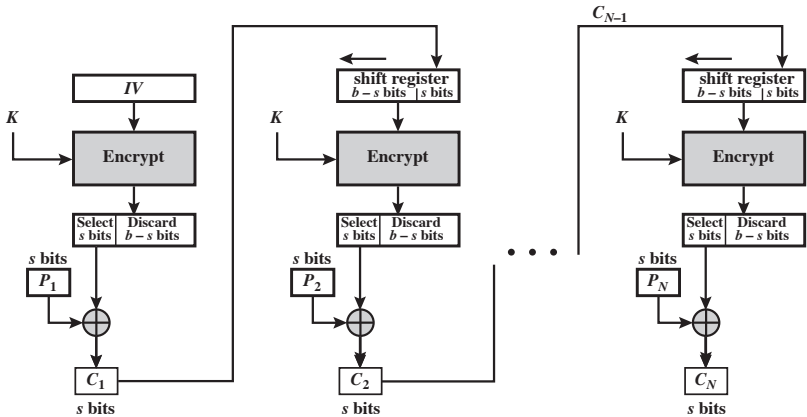 C_{N–1}
IV
shift register
b – s bits | s bits
shift register
b – s bits | s bits
K
K
K
Encrypt
Encrypt
Encrypt
Select Discard
s bits b – s bits
Select Discard
s bits b – s bits
Select Discard
s bits b – s bits
• • •
s bits
s bits
s bits
P_1
P_2
P_N
C_1
C_2
C_N
s bits
s bits
s bits